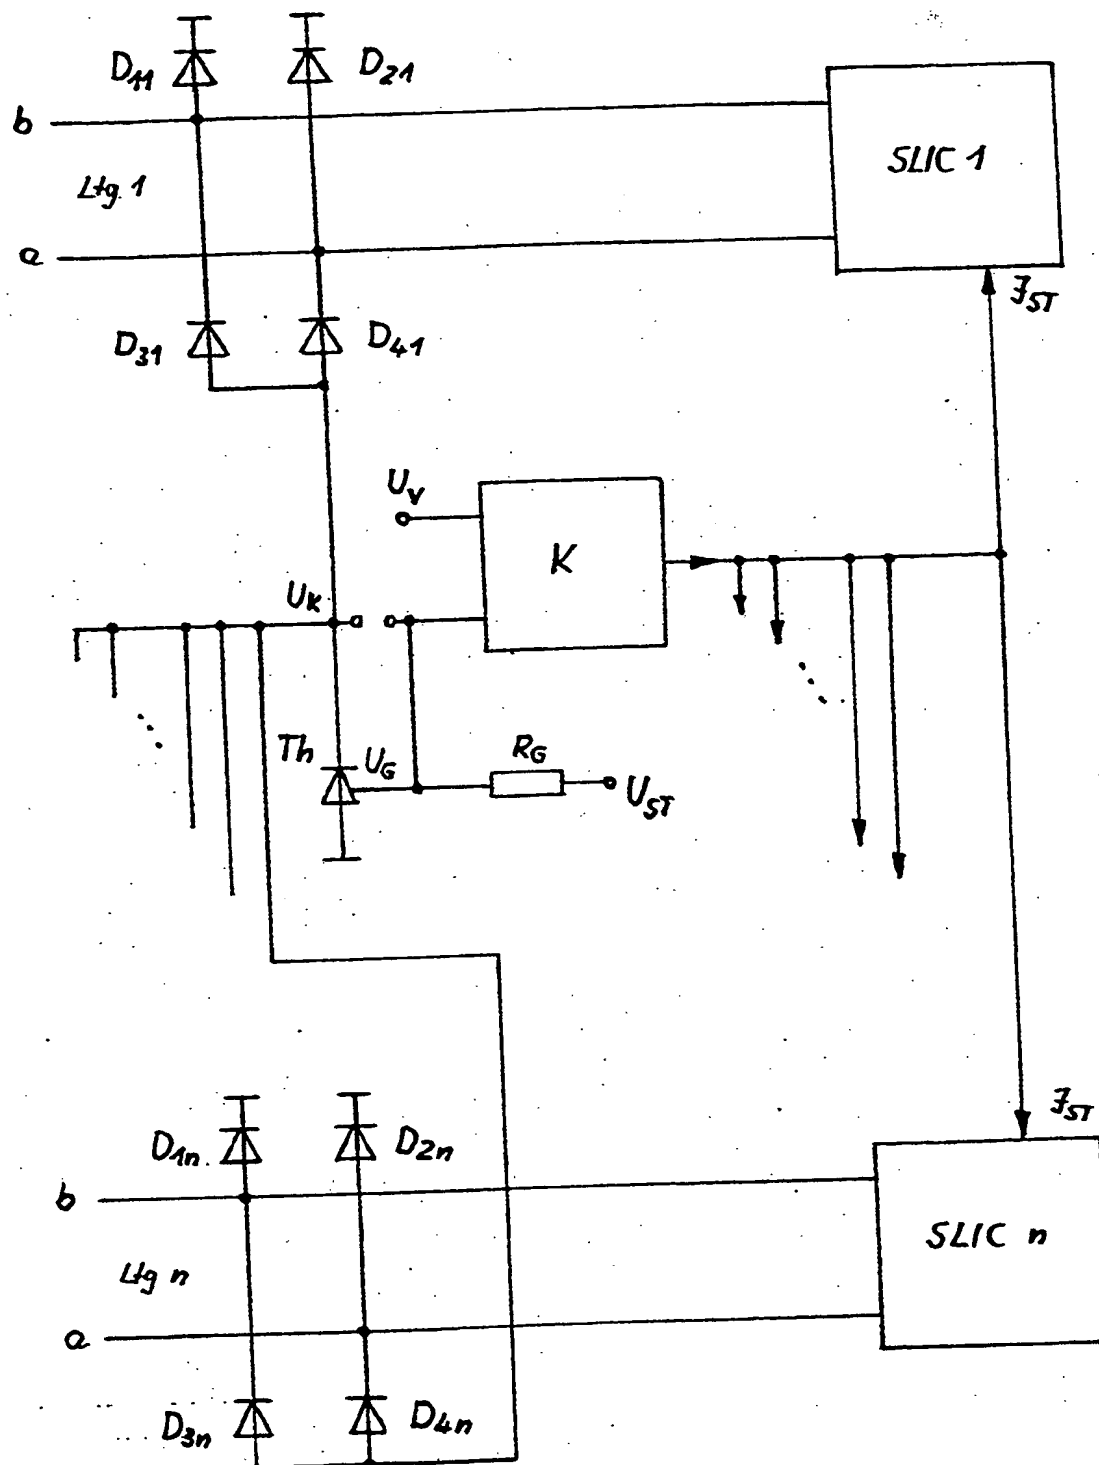 D11
D21
b
SLIC 1
Ltg. 1
a
IST
D31
D41
UV
K
UK
Th
UG
RG
UST
IST
D1n
D2n
b
SLIC n
Ltg n
a
D3n
D4n